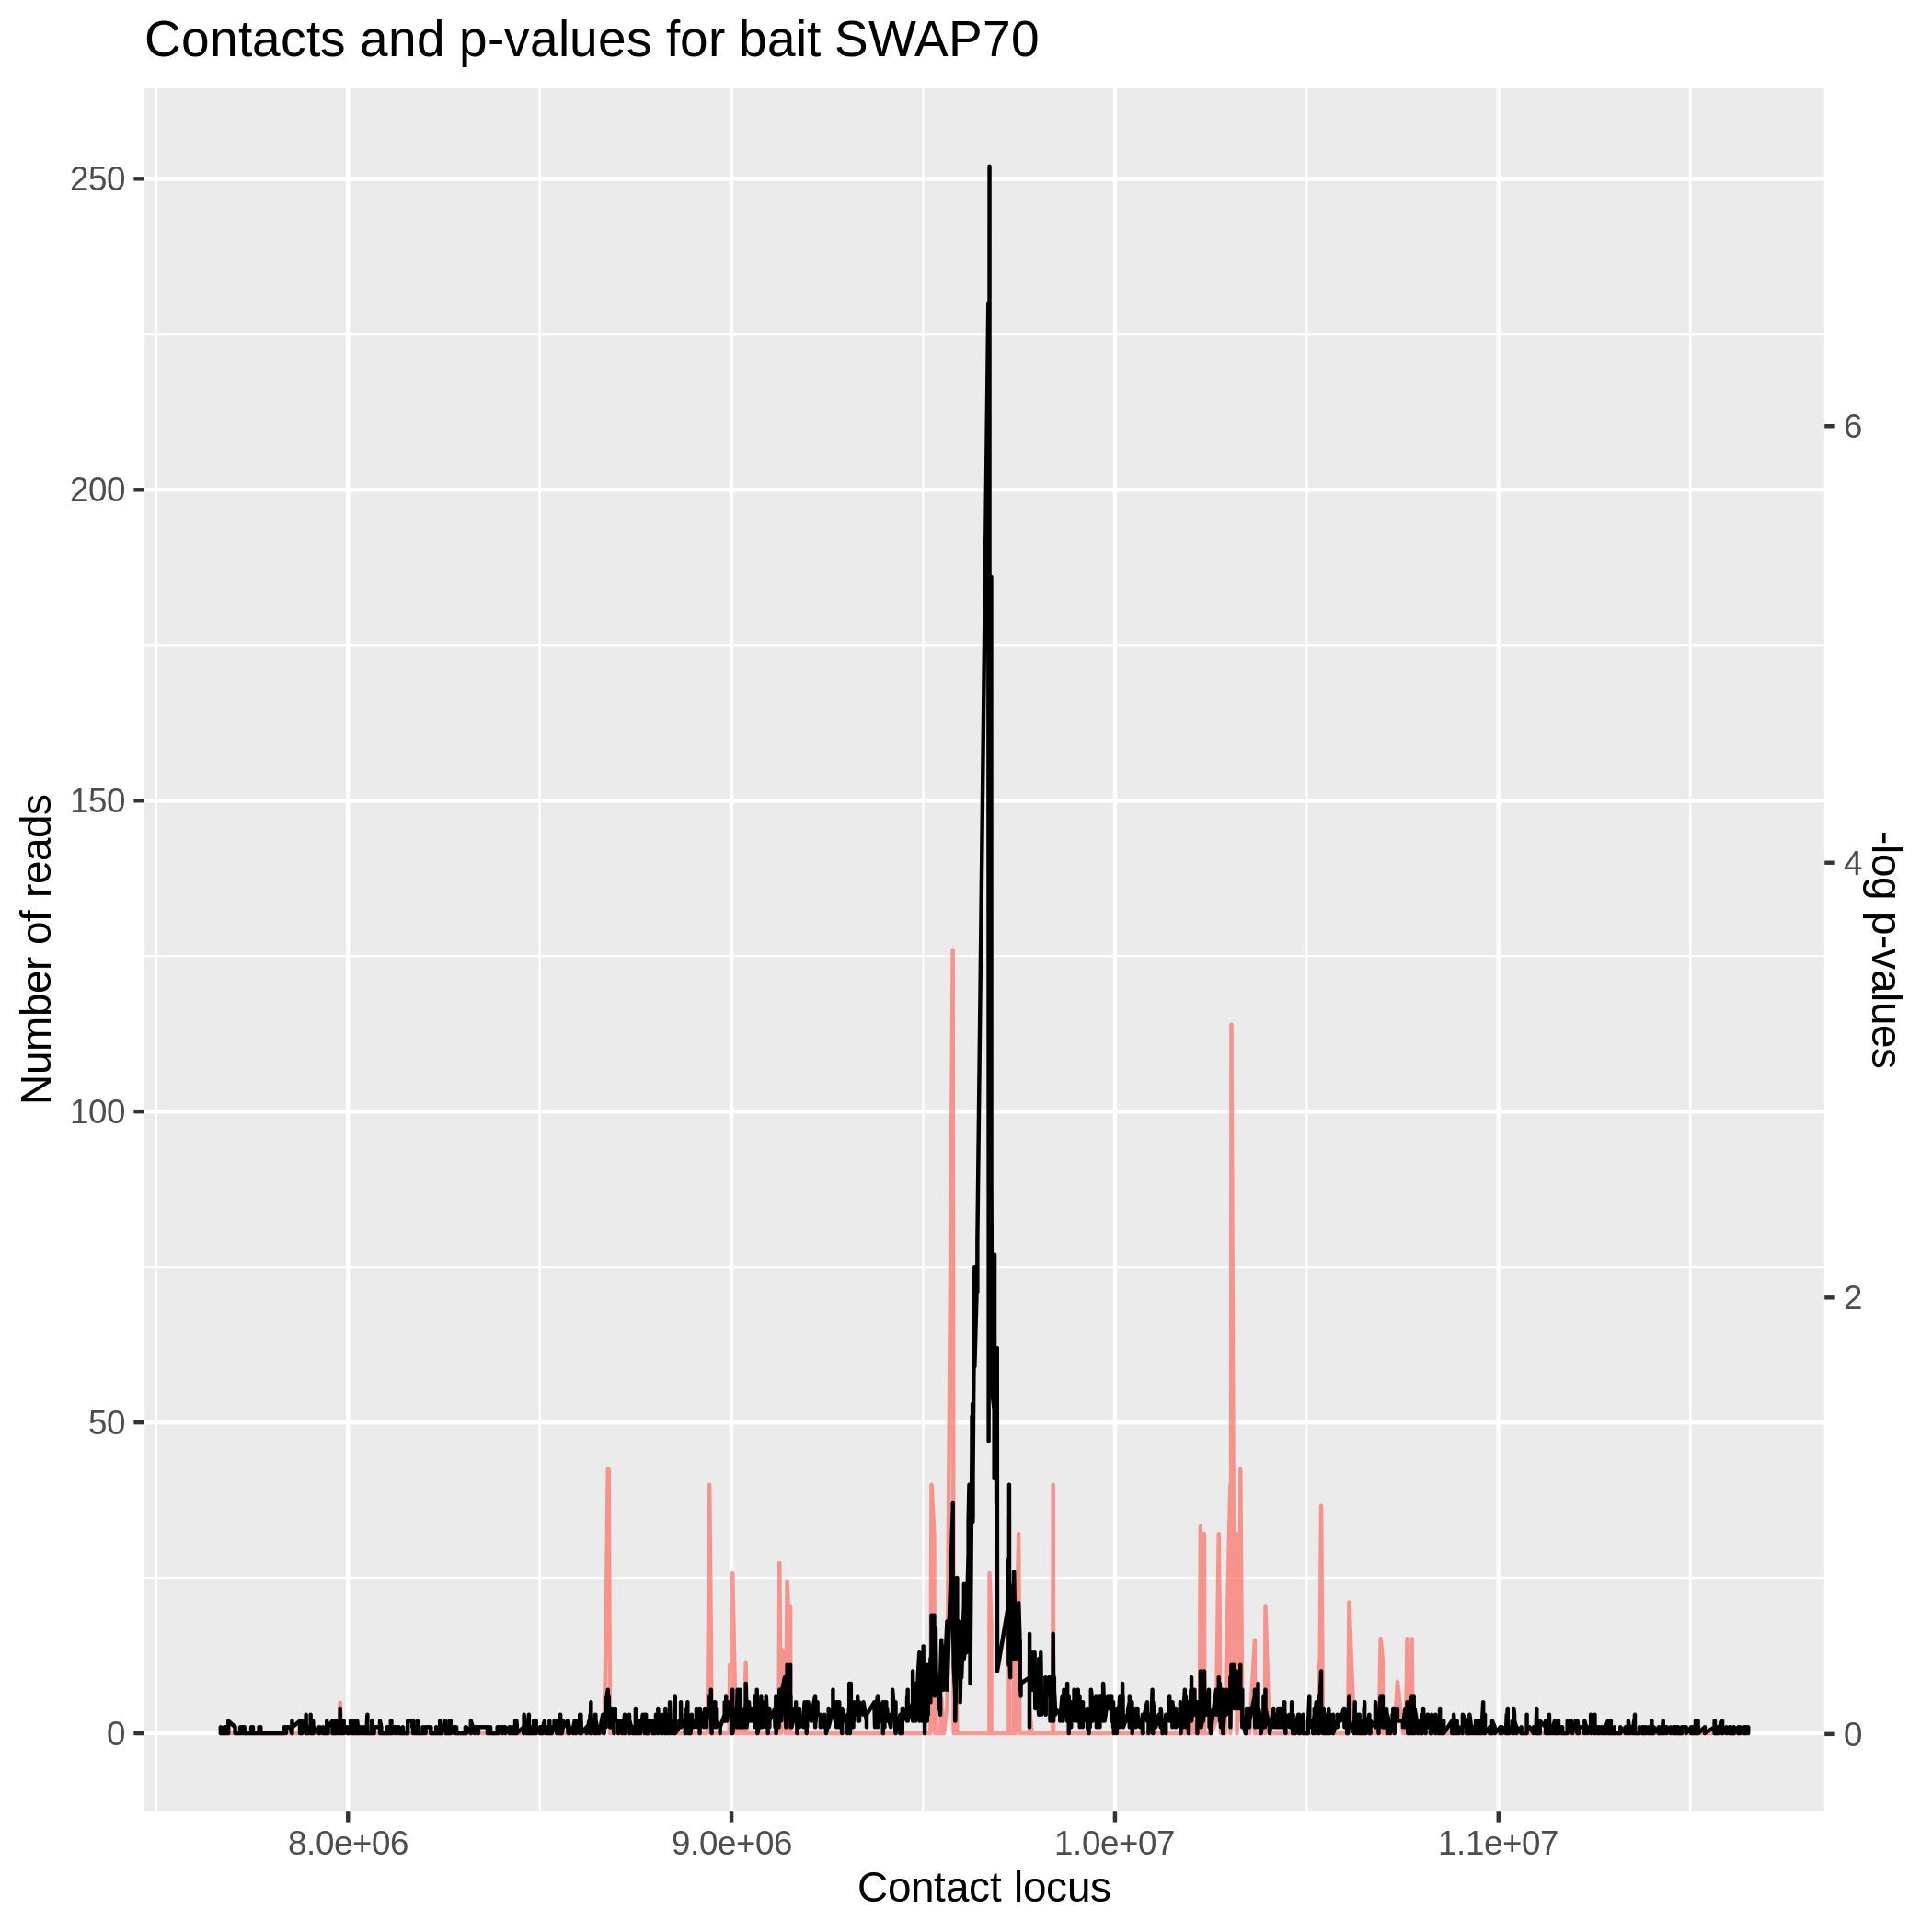 Contacts and p-values for bait SWAP70
250
200
150
100
50
0
Number of reads
6
4
2
0
-log p-values
8.0e+06 9.0e+06 1.0e+07 1.1e+07
Contact locus